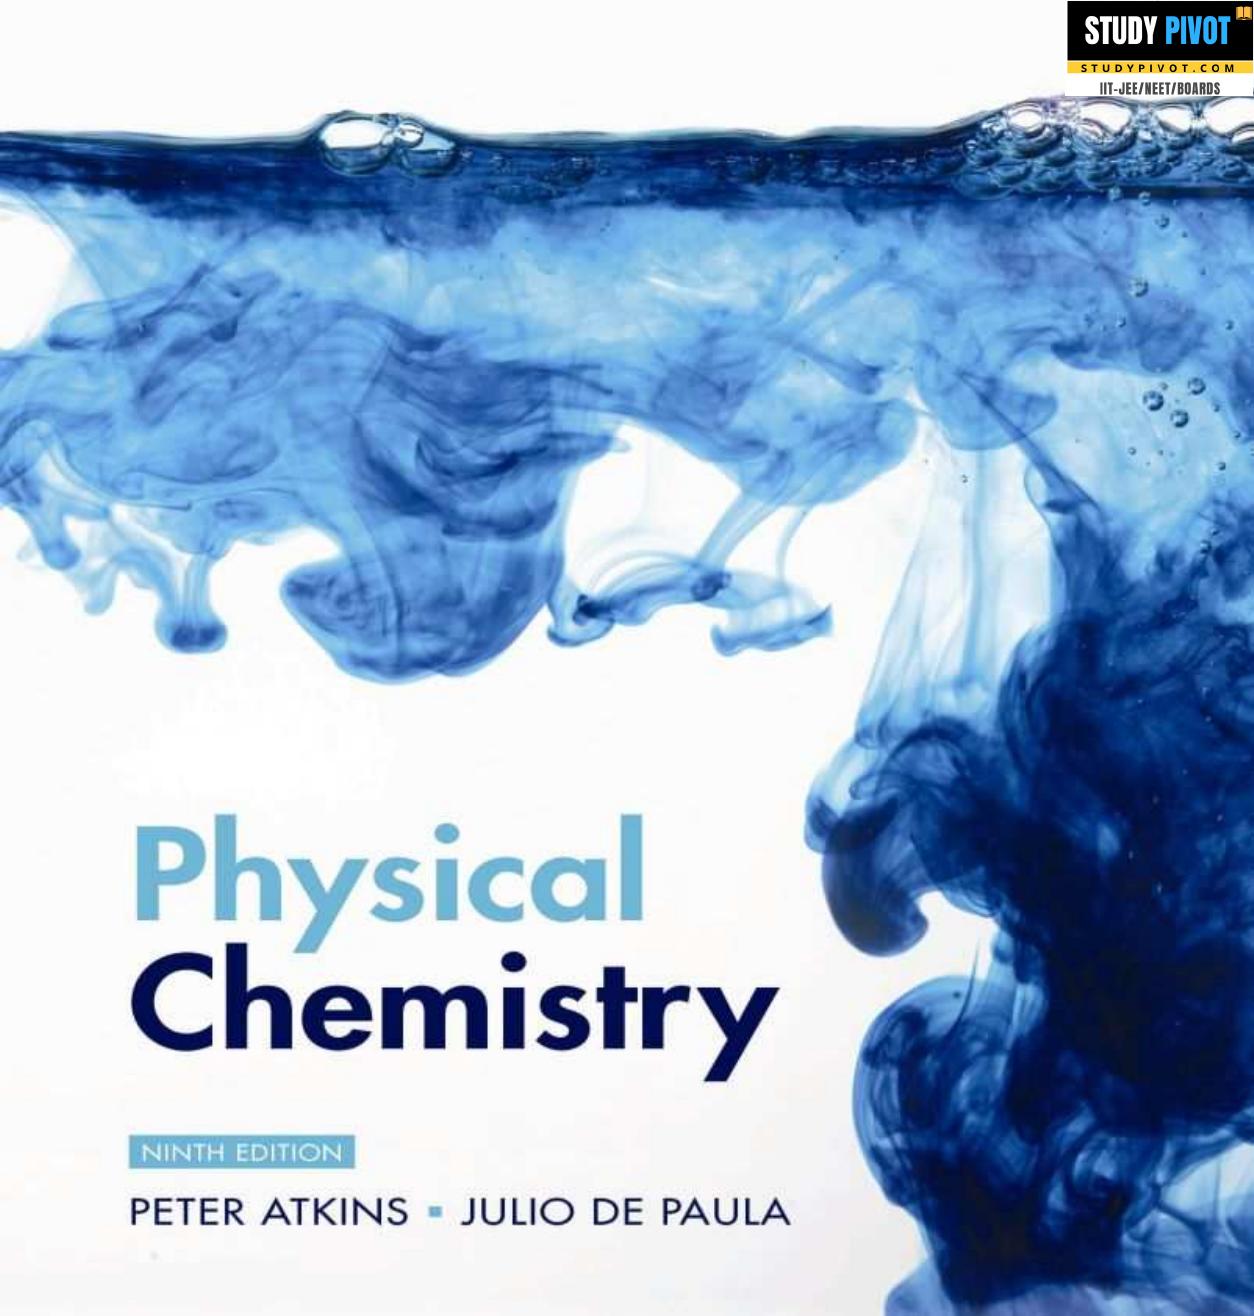 STUDY PIVOT
STUDYPIVOT.COM
IIT-JEE/NEET/BOARDS
Physical
Chemistry
NINTH EDITION
PETER ATKINS ▪ JULIO DE PAULA